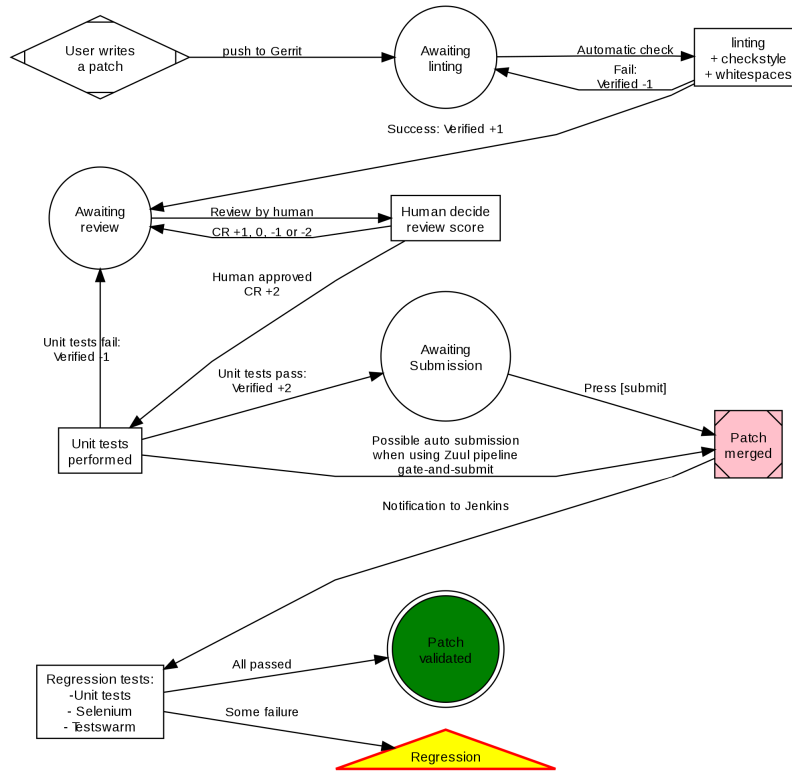 User writes
a patch
push to Gerrit
Awaiting
linting
Automatic check
linting
+ checkstyle
+ whitespaces
Fail:
Verified -1
Success: Verified +1
Awaiting
review
Review by human
CR +1, 0, -1 or -2
Human decide
review score
Human approved
CR +2
Unit tests fail:
Verified -1
Unit tests pass:
Verified +2
Awaiting
Submission
Press [submit]
Unit tests
performed
Possible auto submission
when using Zuul pipeline
gate-and-submit
Patch
merged
Notification to Jenkins
Regression tests:
-Unit tests
- Selenium
- Testswarm
All passed
Patch
validated
Some failure
Regression